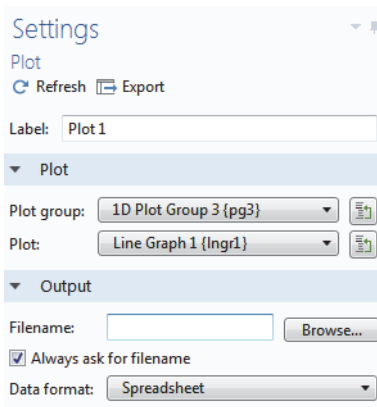 Settings
Plot
Refresh Export
Label: Plot 1
Plot
Plot group: 1D Plot Group 3 {pg3}
Plot: Line Graph 1 {lngr1}
Output
Filename: Browse...
Always ask for filename
Data format: Spreadsheet